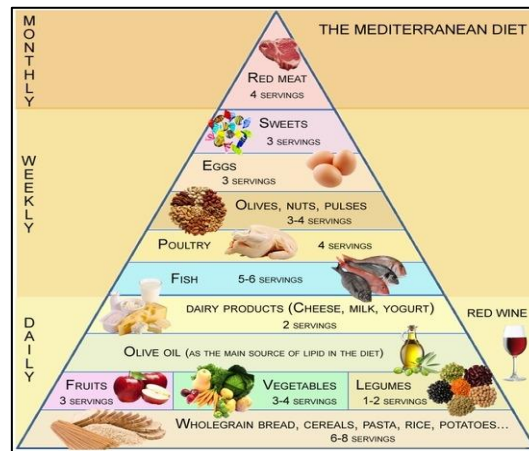 THE MEDITERRANEAN DIET
MONTHLY
RED MEAT
4 SERVINGS
WEEKLY
SWEETS
3 SERVINGS
EGGS
3 SERVINGS
OLIVES, NUTS, PULSES
3-4 SERVINGS
POULTRY 4 SERVINGS
FISH 5-6 SERVINGS
DAILY
DAIRY PRODUCTS (CHEESE, MILK, YOGURT)
2 SERVINGS
RED WINE
OLIVE OIL (AS THE MAIN SOURCE OF LIPID IN THE DIET)
FRUITS
3 SERVINGS
VEGETABLES
3-4 SERVINGS
LEGUMES
1-2 SERVINGS
WHOLEGRAIN BREAD, CEREALS, PASTA, RICE, POTATOES...
6-8 SERVINGS